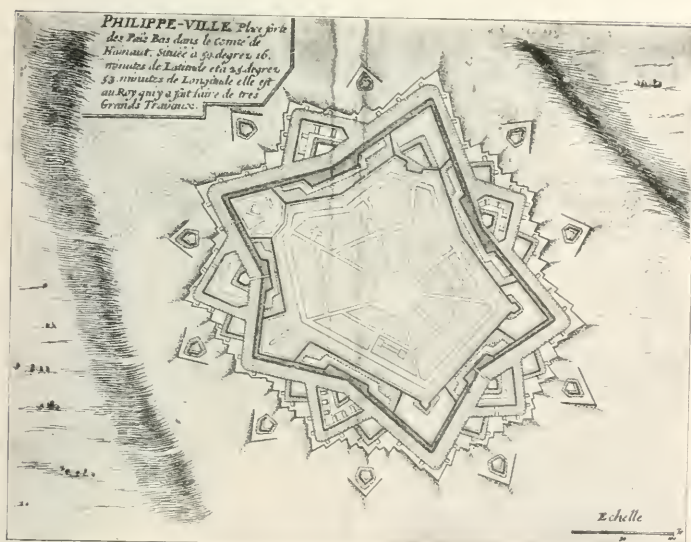 PHILIPPE-VILLE Place forte
des Païs Bas dans le Comté de
Hainaut, Située à 50 degrez 16.
minutes de Latitude et à 25 degrez
53 minutes de Longitude elle est
au Roy qui y a fait faire de tres
Grands Travaux.
Echelle